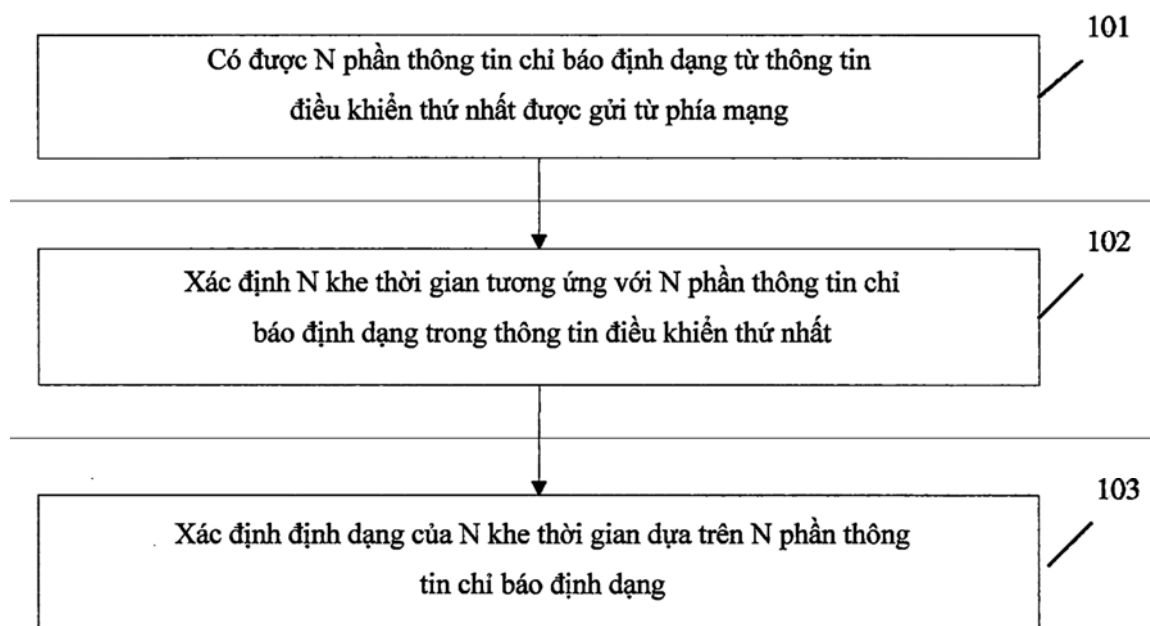 101
Có được N phần thông tin chỉ báo định dạng từ thông tin
điều khiển thứ nhất được gửi từ phía mạng
102
Xác định N khe thời gian tương ứng với N phần thông tin chỉ
báo định dạng trong thông tin điều khiển thứ nhất
103
Xác định định dạng của N khe thời gian dựa trên N phần thông
tin chỉ báo định dạng